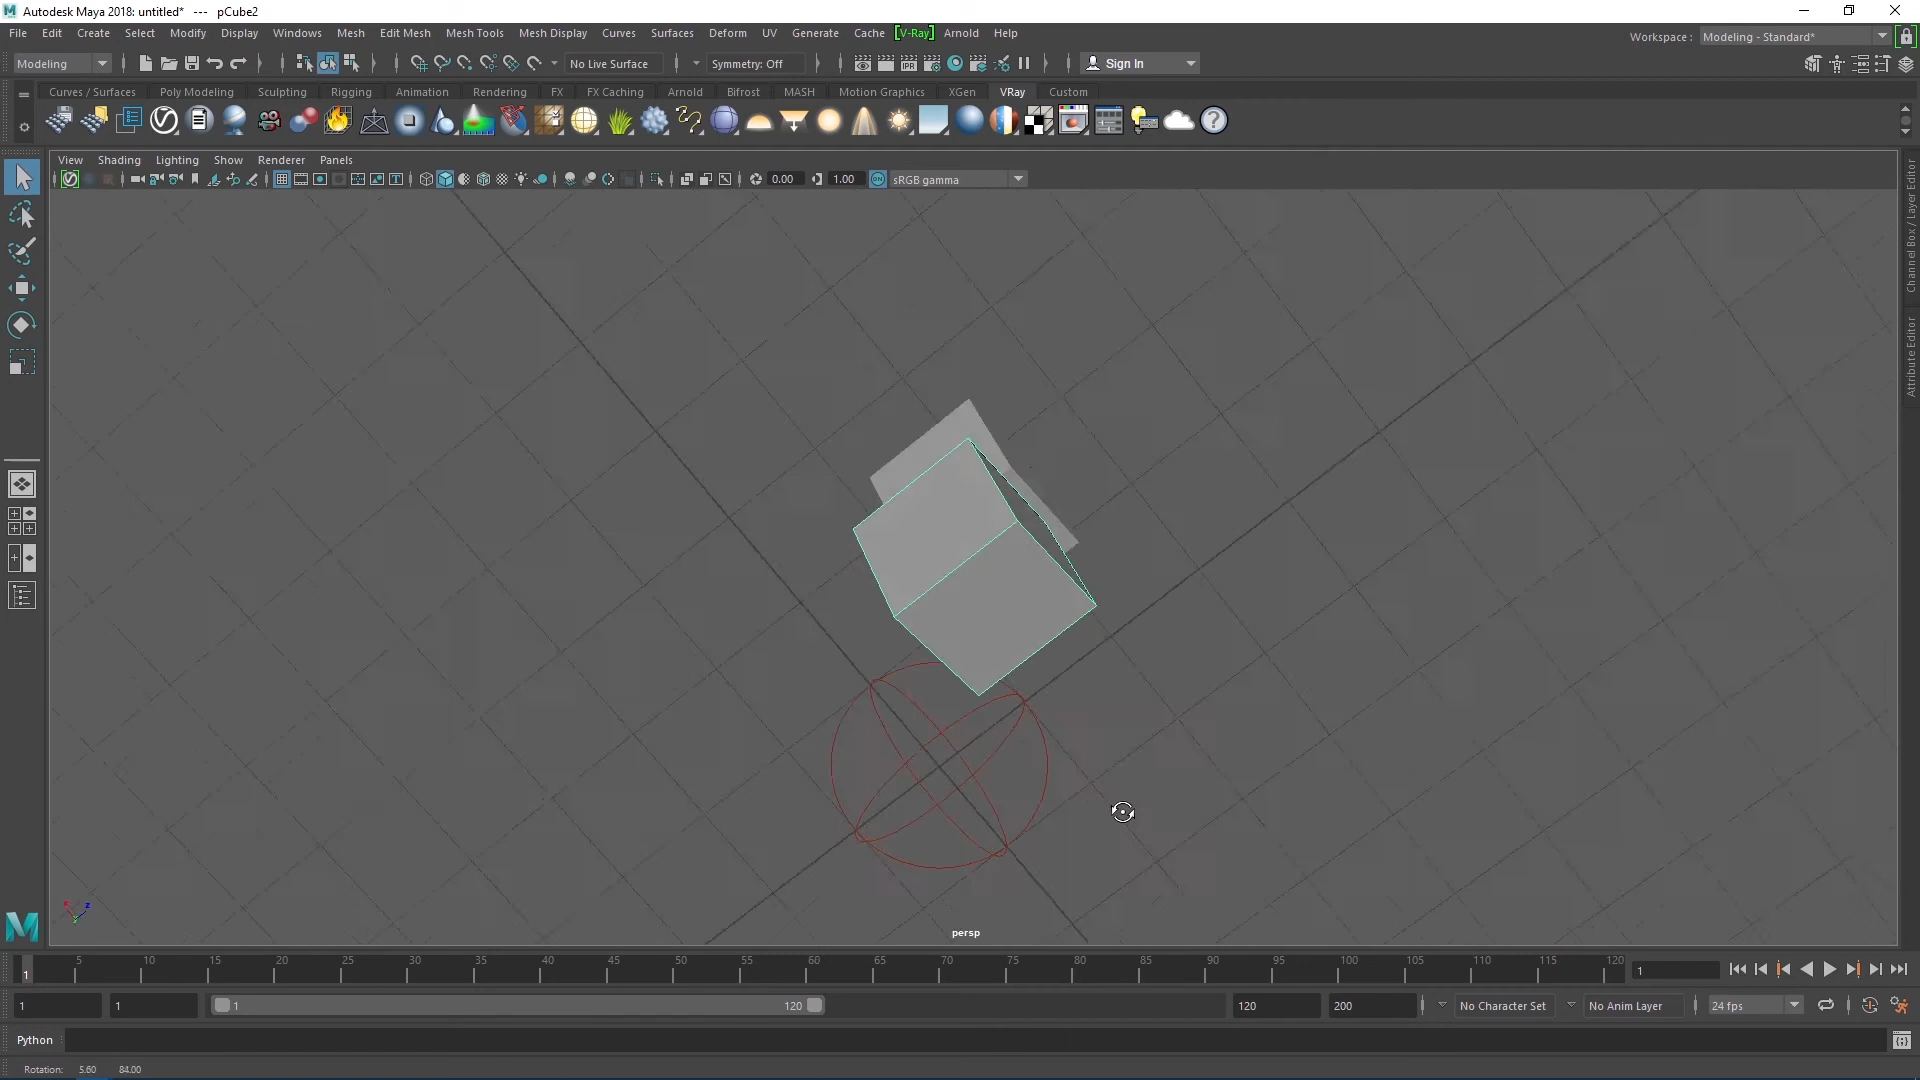 Autodesk Maya 2018: untitled* --- pCube2
File Edit Create Select Modify Display Windows Mesh Edit Mesh Mesh Tools Mesh Display Curves Surfaces Deform UV Generate Cache [V-Ray] Arnold Help
Workspace : Modeling - Standard*
Modeling No Live Surface Symmetry: Off Sign In
Curves / Surfaces Poly Modeling Sculpting Rigging Animation Rendering FX FX Caching Arnold Bifrost MASH Motion Graphics XGen VRay Custom
View Shading Lighting Show Renderer Panels
0.00 1.00 ON sRGB gamma
Channel Box / Layer Editor
Attribute Editor
x z
persp
5 10 15 20 25 30 35 40 45 50 55 60 65 70 75 80 85 90 95 100 105 110 115 120
1 1
1 1 1 120 120 200 No Character Set No Anim Layer 24 fps
Python
Rotation: 5.60 84.00